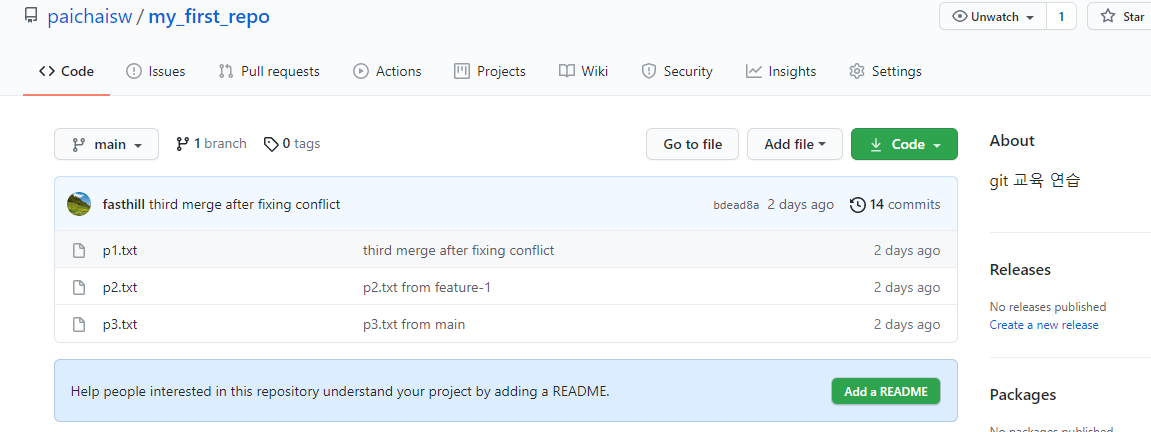 paichaisw / my_first_repo
Unwatch 1 Star
Code Issues Pull requests Actions Projects Wiki Security Insights Settings
main 1 branch 0 tags Go to file Add file Code
fasthill third merge after fixing conflict bdead8a 2 days ago 14 commits
p1.txt third merge after fixing conflict 2 days ago
p2.txt p2.txt from feature-1 2 days ago
p3.txt p3.txt from main 2 days ago
Help people interested in this repository understand your project by adding a README. Add a README
About
git 교육 연습
Releases
No releases published
Create a new release
Packages
No packages published